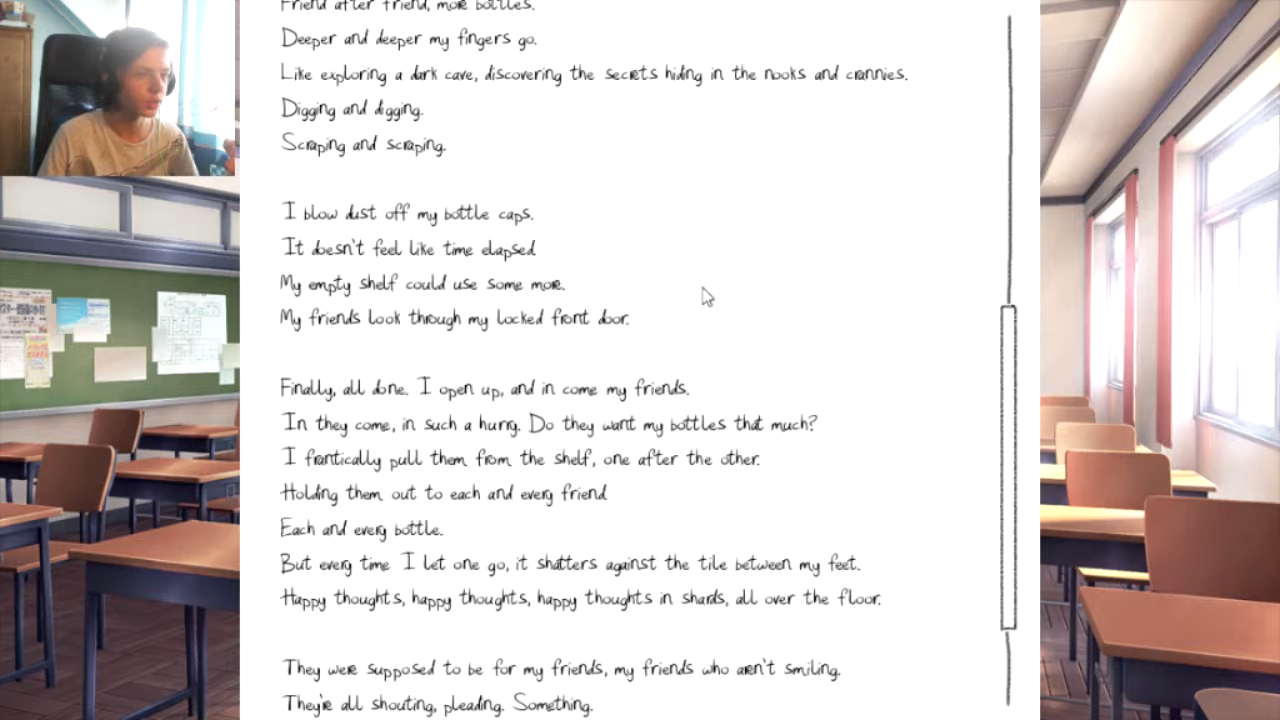 Friend after friend, more bottles.
Deeper and deeper my fingers go.
Like exploring a dark cave, discovering the secrets hiding in the nooks and crannies.
Digging and digging.
Scraping and scraping.
I blow dust off my bottle caps.
It doesn't feel like time elapsed.
My empty shelf could use some more.
My friends look through my locked front door.
Finally, all done. I open up, and in come my friends.
In they come, in such a hurry. Do they want my bottles that much?
I frantically pull them from the shelf, one after the other.
Holding them out to each and every friend.
Each and every bottle.
But every time I let one go, it shatters against the tile between my feet.
Happy thoughts, happy thoughts, happy thoughts in shards, all over the floor.
They were supposed to be for my friends, my friends who aren't smiling.
They're all shouting, pleading. Something.